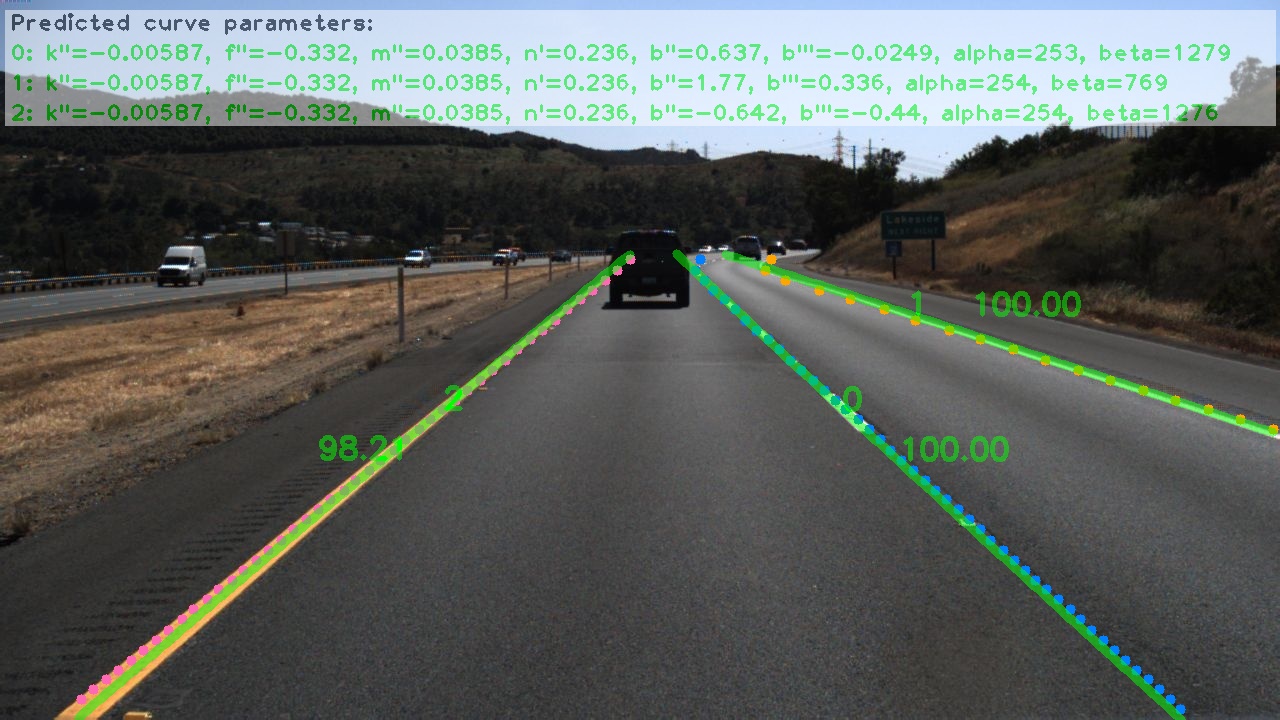 Predicted curve parameters:
0: k''=-0.00587, f''=-0.332, m''=0.0385, n'=0.236, b''=0.637, b'''=-0.0249, alpha=253, beta=1279
1: k''=-0.00587, f''=-0.332, m''=0.0385, n'=0.236, b''=1.77, b'''=0.336, alpha=254, beta=769
2: k''=-0.00587, f''=-0.332, m''=0.0385, n'=0.236, b''=-0.642, b'''=-0.44, alpha=254, beta=1276
Lakeside
NEXT RIGHT
1 100.00
2 0
98.21 100.00